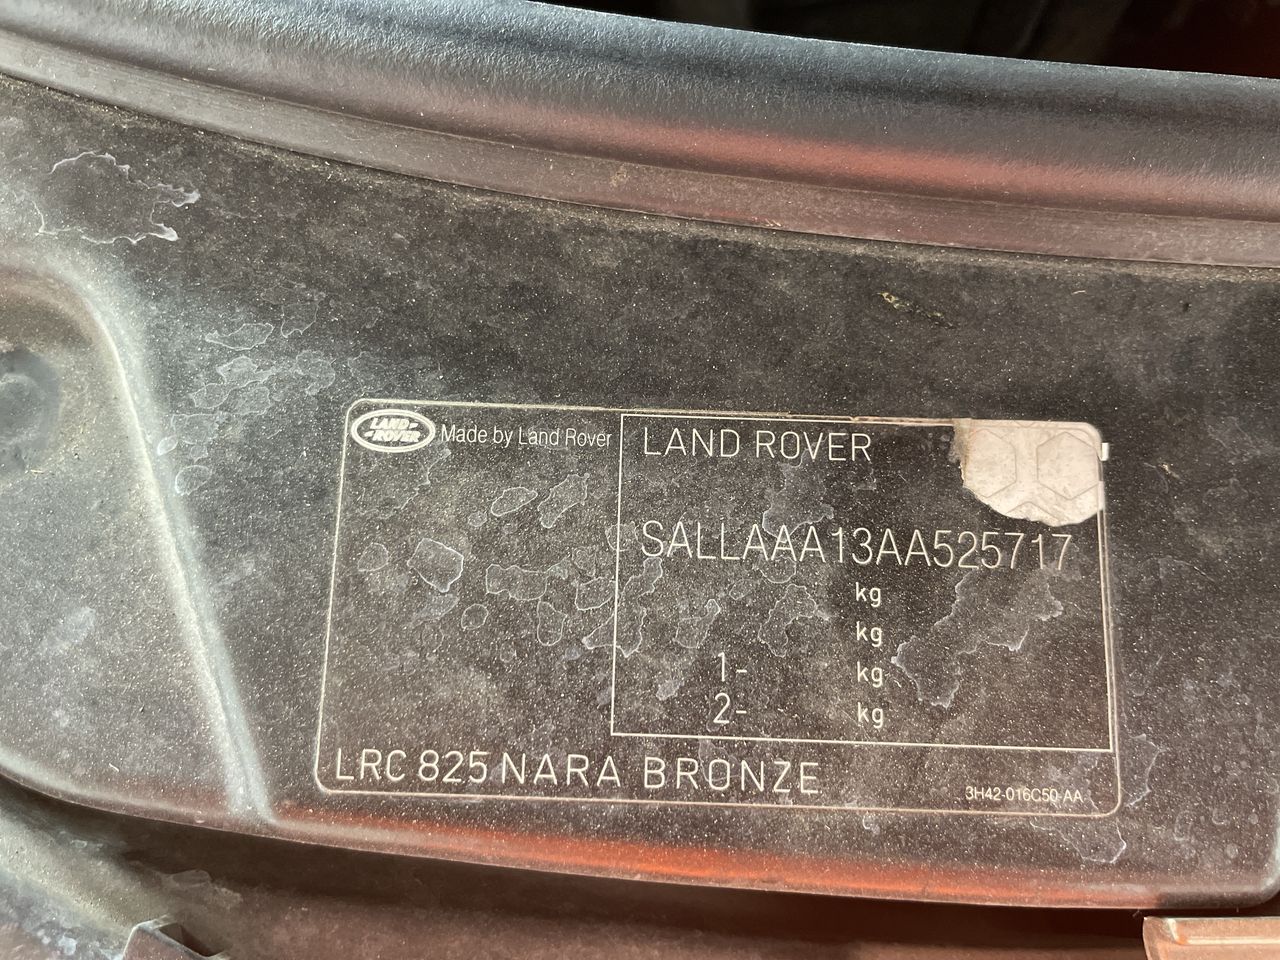 LAND-
-ROVER
Made by Land Rover
LAND ROVER
SALLAAA13AA525717
kg
kg
1- kg
2- kg
LRC 825 NARA BRONZE
3H42-016C50-AA